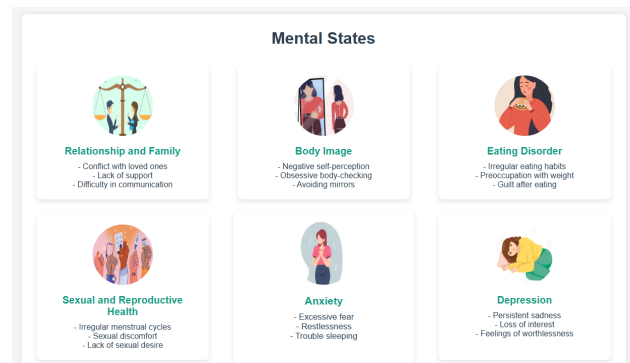 Mental States
Relationship and Family
- Conflict with loved ones
- Lack of support
- Difficulty in communication
Body Image
- Negative self-perception
- Obsessive body-checking
- Avoiding mirrors
Eating Disorder
- Irregular eating habits
- Preoccupation with weight
- Guilt after eating
Sexual and Reproductive
Health
- Irregular menstrual cycles
- Sexual discomfort
- Lack of sexual desire
Anxiety
- Excessive fear
- Restlessness
- Trouble sleeping
Depression
- Persistent sadness
- Loss of interest
- Feelings of worthlessness